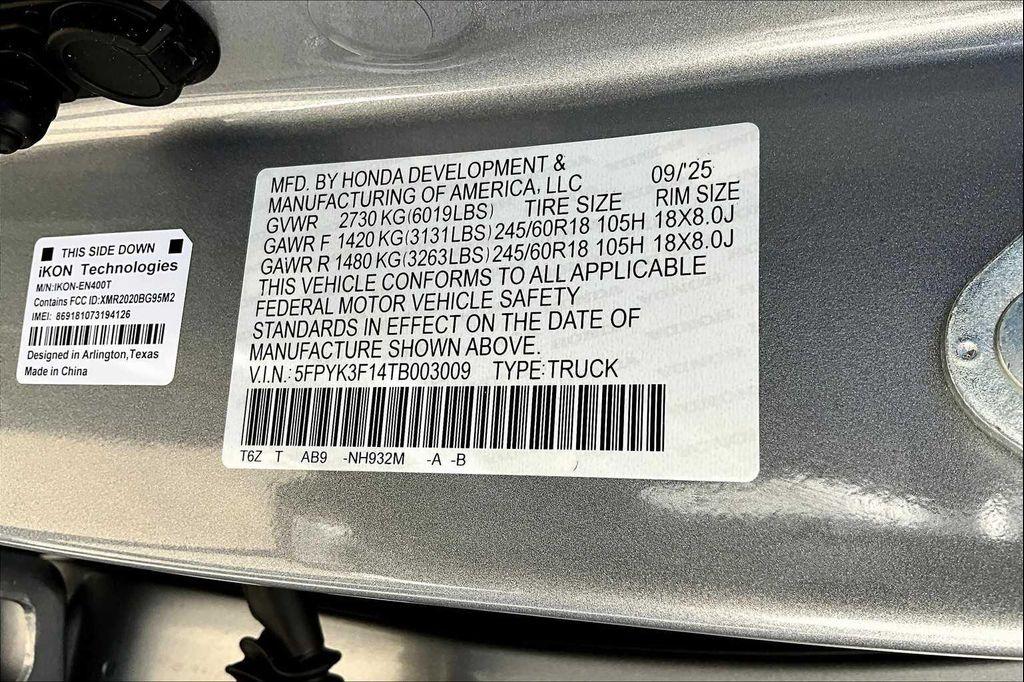 THIS SIDE DOWN
iKON Technologies
M/N:IKON-EN400T
Contains FCC ID:XMR2020BG95M2
IMEI: 869181073194126
Designed in Arlington,Texas
Made in China
MFD. BY HONDA DEVELOPMENT &
MANUFACTURING OF AMERICA, LLC 09/'25
GVWR 2730 KG(6019LBS) TIRE SIZE RIM SIZE
GAWR F 1420 KG(3131LBS) 245/60R18 105H 18X8.0J
GAWR R 1480 KG(3263LBS) 245/60R18 105H 18X8.0J
THIS VEHICLE CONFORMS TO ALL APPLICABLE
FEDERAL MOTOR VEHICLE SAFETY
STANDARDS IN EFFECT ON THE DATE OF
MANUFACTURE SHOWN ABOVE.
V.I.N.: 5FPYK3F14TB003009 TYPE:TRUCK
T6Z T AB9 -NH932M -A -B